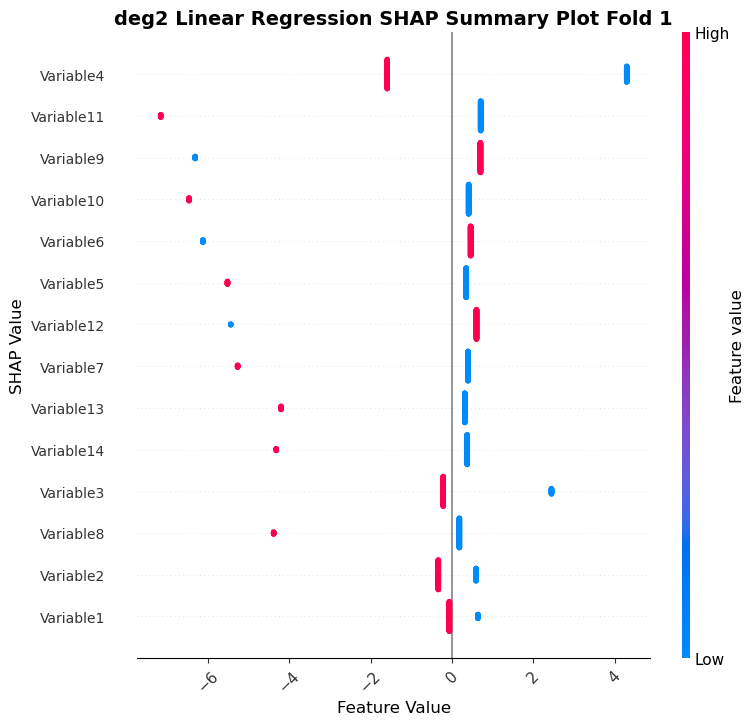 deg2 Linear Regression SHAP Summary Plot Fold 1
High
Variable4
Variable11
Variable9
Variable10
Variable6
Variable5
Variable12
Variable7
Variable13
Variable14
Variable3
Variable8
Variable2
Variable1
SHAP Value
Feature value
Low
−6
−4
−2
0
2
4
Feature Value